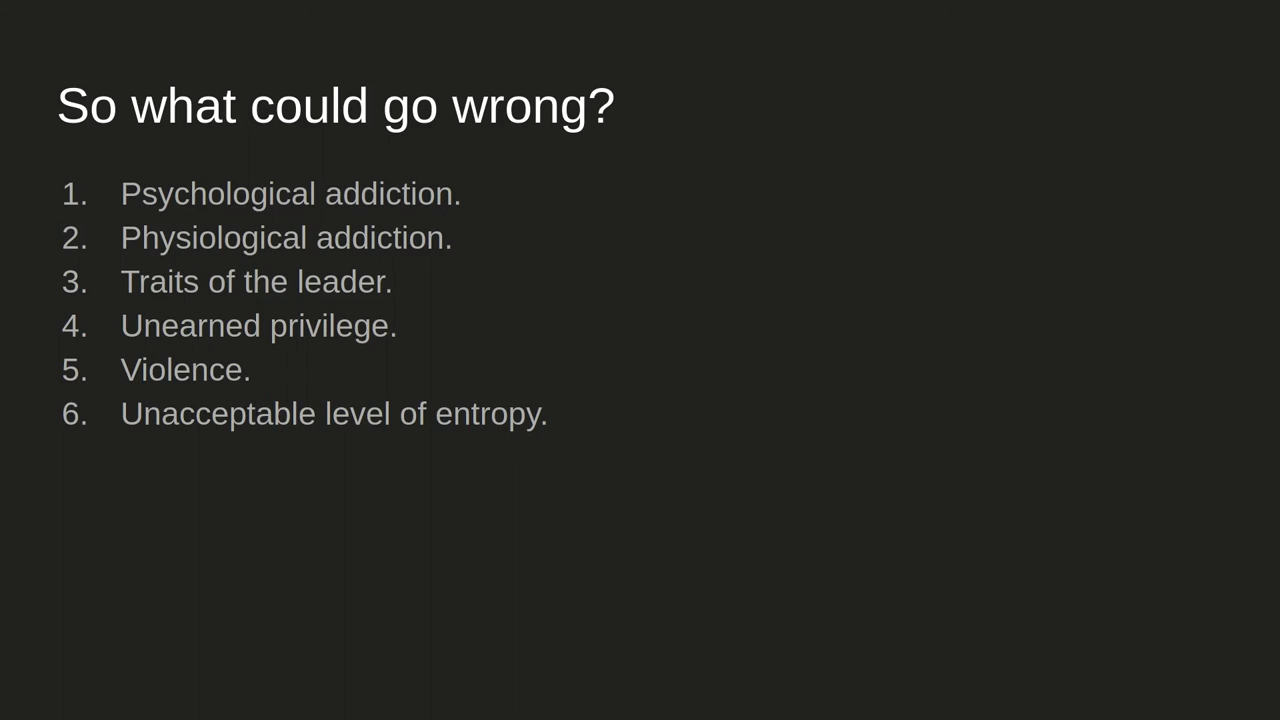 So what could go wrong?
1. Psychological addiction.
2. Physiological addiction.
3. Traits of the leader.
4. Unearned privilege.
5. Violence.
6. Unacceptable level of entropy.